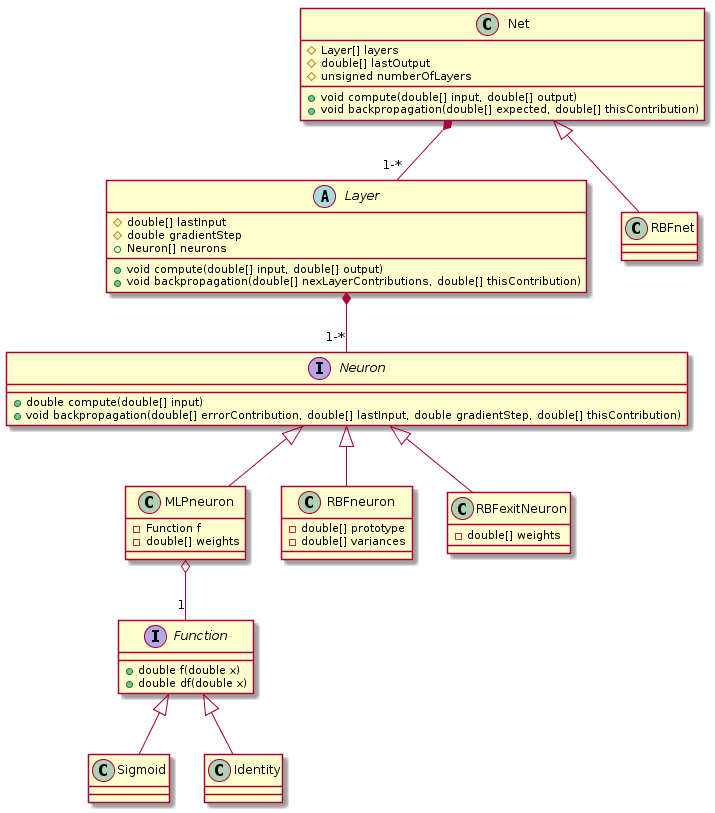 C Net
Layer[] layers
double[] lastOutput
unsigned numberOfLayers
void compute(double[] input, double[] output)
void backpropagation(double[] expected, double[] thisContribution)
1-*
A Layer
double[] lastInput
double gradientStep
Neuron[] neurons
void compute(double[] input, double[] output)
void backpropagation(double[] nexLayerContributions, double[] thisContribution)
C RBFnet
1-*
I Neuron
double compute(double[] input)
void backpropagation(double[] errorContribution, double[] lastInput, double gradientStep, double[] thisContribution)
C MLPneuron
Function f
double[] weights
C RBFneuron
double[] prototype
double[] variances
C RBFexitNeuron
double[] weights
1
I Function
double f(double x)
double df(double x)
C Sigmoid
C Identity